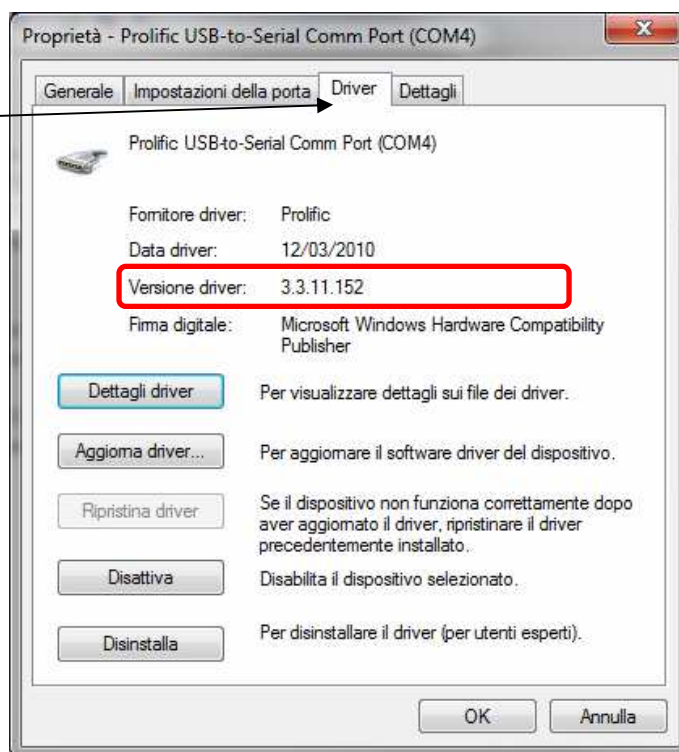 Proprietà - Prolific USB-to-Serial Comm Port (COM4)
Generale Impostazioni della porta Driver Dettagli
Prolific USB-to-Serial Comm Port (COM4)
Fornitore driver: Prolific
Data driver: 12/03/2010
Versione driver: 3.3.11.152
Firma digitale: Microsoft Windows Hardware Compatibility
Publisher
Dettagli driver Per visualizzare dettagli sui file dei driver.
Aggiorna driver... Per aggiornare il software driver del dispositivo.
Ripristina driver Se il dispositivo non funziona correttamente dopo
aver aggiornato il driver, ripristinare il driver
precedentemente installato.
Disattiva Disabilita il dispositivo selezionato.
Disinstalla Per disinstallare il driver (per utenti esperti).
OK Annulla